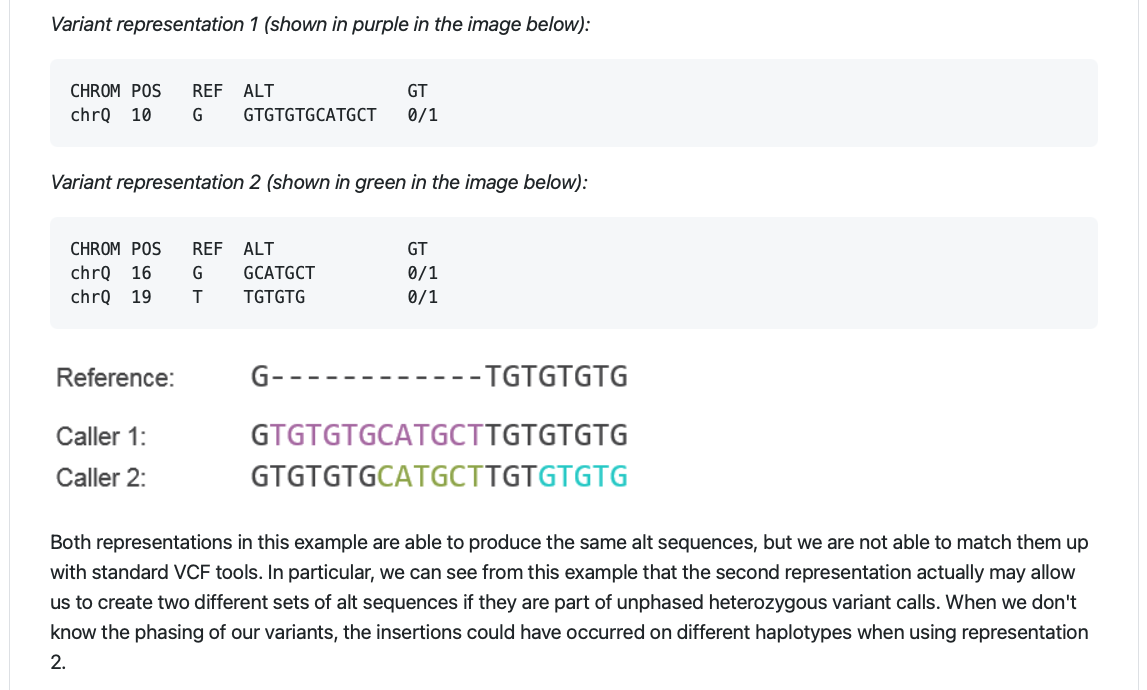 Variant representation 1 (shown in purple in the image below):
CHROM POS   REF  ALT             GT
chrQ  10    G    GTGTGTGCATGCT   0/1
Variant representation 2 (shown in green in the image below):
CHROM POS   REF  ALT             GT
chrQ  16    G    GCATGCT         0/1
chrQ  19    T    TGTGTG          0/1
Reference: G------------TGTGTGTG
Caller 1: GTGTGTGCATGCTTGTGTGTG
Caller 2: GTGTGTGCATGCTTGTGTGTG
Both representations in this example are able to produce the same alt sequences, but we are not able to match them up
with standard VCF tools. In particular, we can see from this example that the second representation actually may allow
us to create two different sets of alt sequences if they are part of unphased heterozygous variant calls. When we don't
know the phasing of our variants, the insertions could have occurred on different haplotypes when using representation
2.